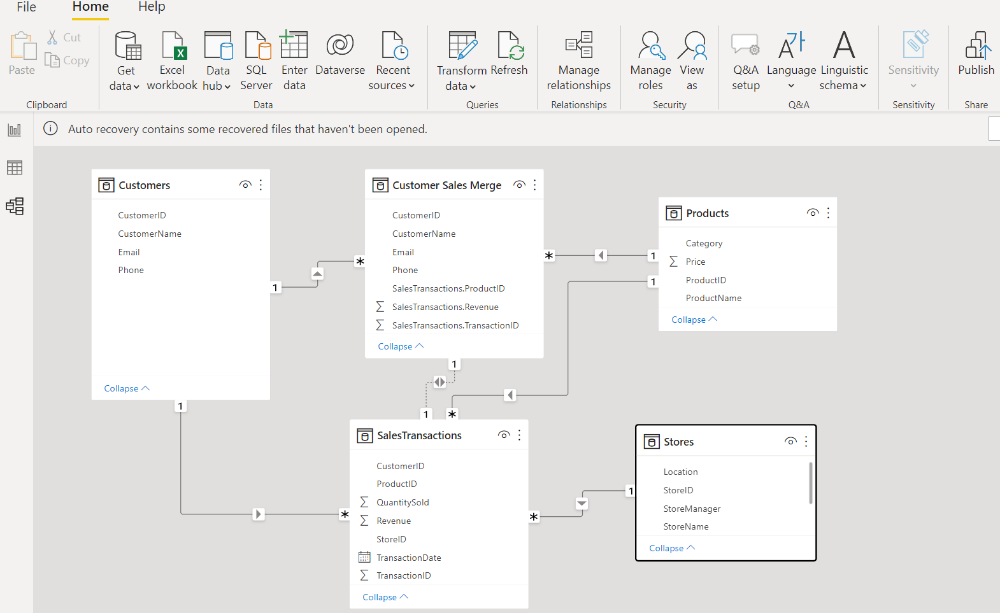 File Home Help
Cut
Copy
Paste
Get data
Excel workbook
Data hub
SQL Server
Enter data
Dataverse
Recent sources
Transform data
Refresh
Manage relationships
Manage roles
View as
Q&A setup
Language
Linguistic schema
Sensitivity
Publish
Clipboard
Data
Queries
Relationships
Security
Q&A
Sensitivity
Share
Auto recovery contains some recovered files that haven't been opened.
Customers
CustomerID
CustomerName
Email
Phone
Collapse
1
1
Customer Sales Merge
CustomerID
CustomerName
Email
Phone
SalesTransactions.ProductID
Σ SalesTransactions.Revenue
Σ SalesTransactions.TransactionID
Collapse
*
*
1
Products
Category
Σ Price
ProductID
ProductName
Collapse
1
1
1
*
SalesTransactions
CustomerID
ProductID
Σ QuantitySold
Σ Revenue
StoreID
TransactionDate
Σ TransactionID
Collapse
*
*
1
Stores
Location
StoreID
StoreManager
StoreName
Collapse